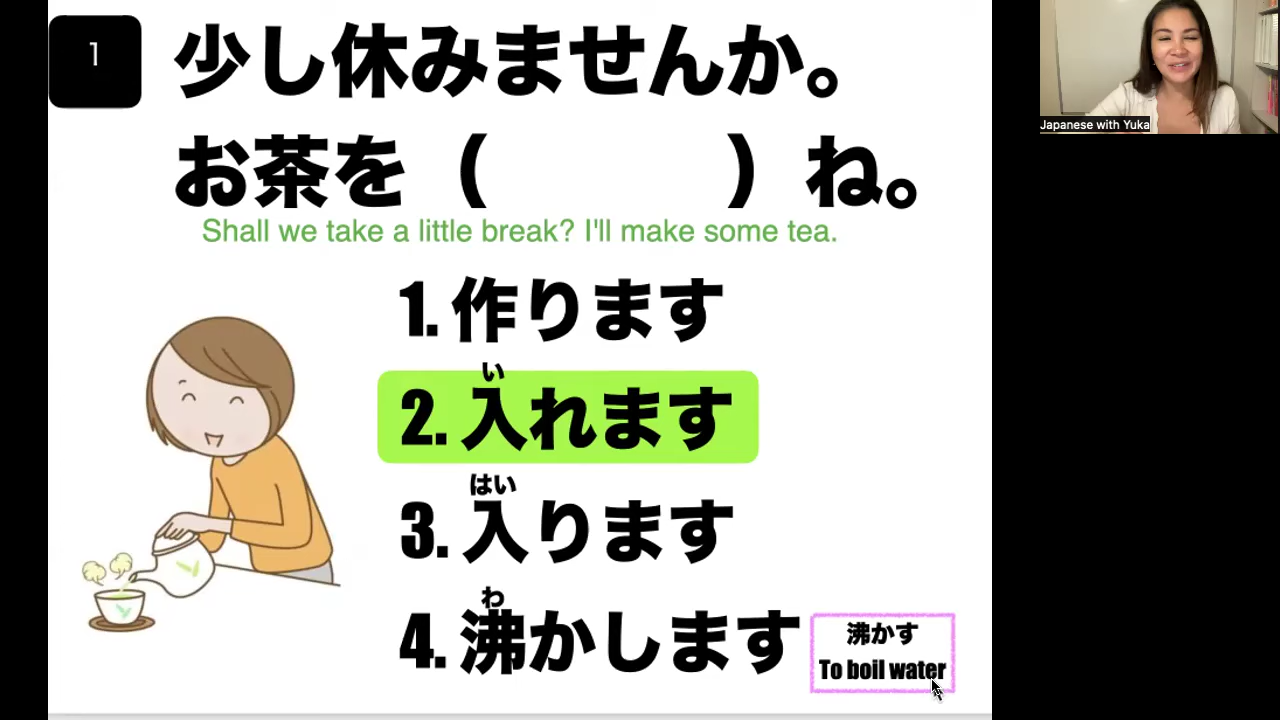 1
少し休みませんか。
お茶を（　　　）ね。
Shall we take a little break? I'll make some tea.
1. 作ります
い
2. 入れます
はい
3. 入ります
わ
4. 沸かします
沸かす
To boil water
Japanese with Yuka